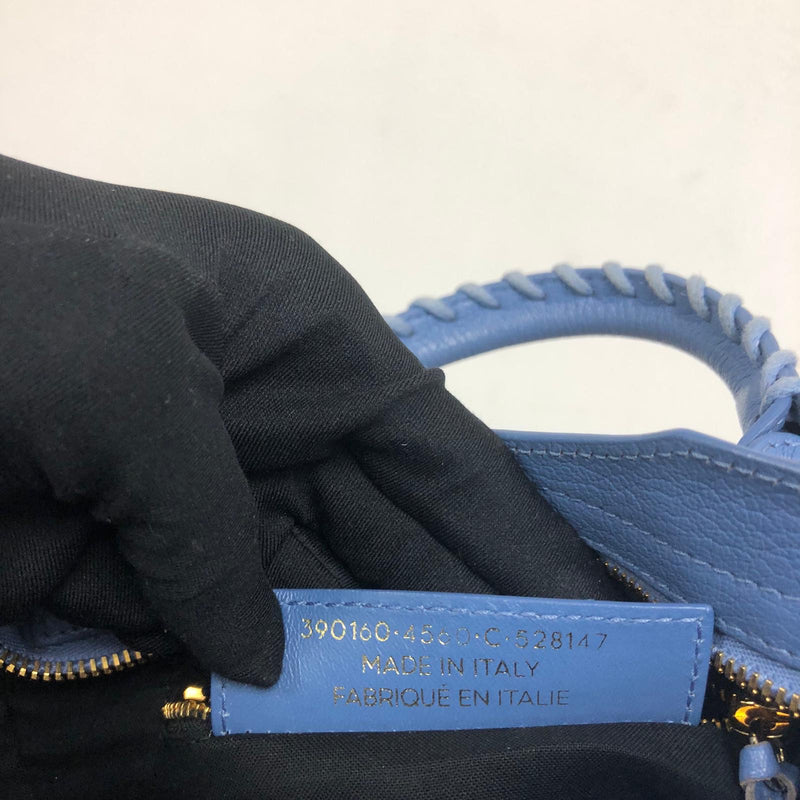 390160·4560·C·528147
MADE IN ITALY
FABRIQUÉ EN ITALIE